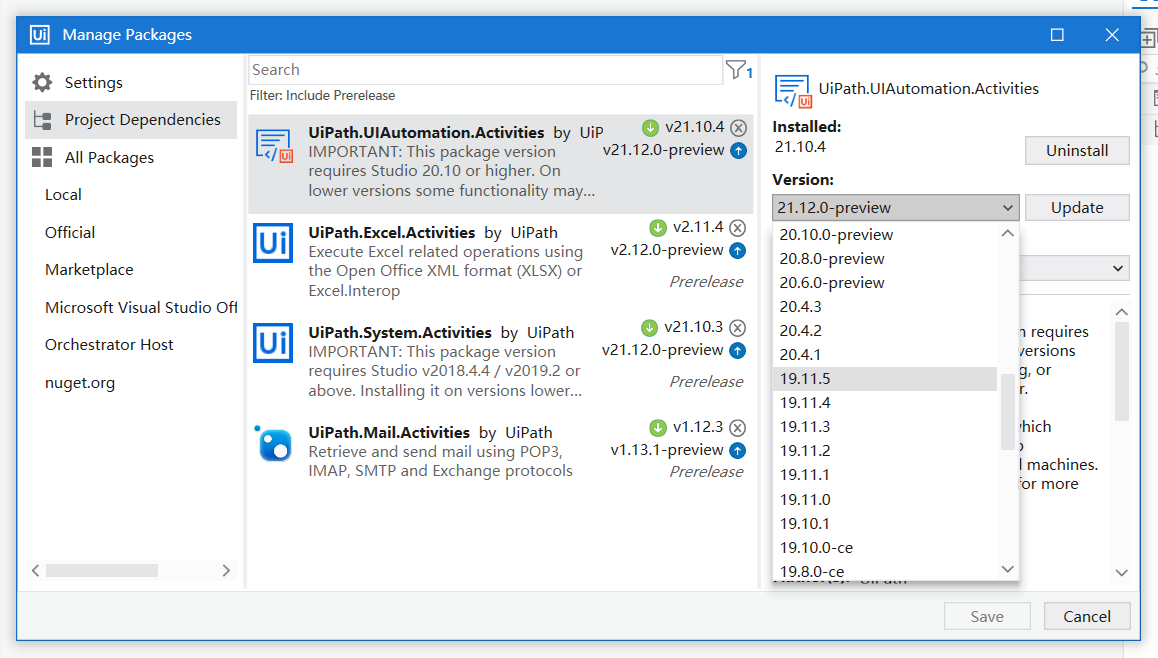 Ui Manage Packages
Settings
Project Dependencies
All Packages
Local
Official
Marketplace
Microsoft Visual Studio Off
Orchestrator Host
nuget.org
Search
1
Filter: Include Prerelease
UiPath.UIAutomation.Activities by UiP
v21.10.4
IMPORTANT: This package version
v21.12.0-preview
requires Studio 20.10 or higher. On
lower versions some functionality may...
Ui
UiPath.Excel.Activities by UiPath
v2.11.4
Execute Excel related operations using
v2.12.0-preview
the Open Office XML format (XLSX) or
Prerelease
Excel.Interop
Ui
UiPath.System.Activities by UiPath
v21.10.3
IMPORTANT: This package version
v21.12.0-preview
requires Studio v2018.4.4 / v2019.2 or
Prerelease
above. Installing it on versions lower...
UiPath.Mail.Activities by UiPath
v1.12.3
Retrieve and send mail using POP3,
v1.13.1-preview
IMAP, SMTP and Exchange protocols
Prerelease
UiPath.UIAutomation.Activities
Installed:
21.10.4
Uninstall
Version:
21.12.0-preview
Update
20.10.0-preview
20.8.0-preview
20.6.0-preview
20.4.3
20.4.2
20.4.1
19.11.5
19.11.4
19.11.3
19.11.2
19.11.1
19.11.0
19.10.1
19.10.0-ce
19.8.0-ce
requires
versions
or
machines.
for more
Save
Cancel